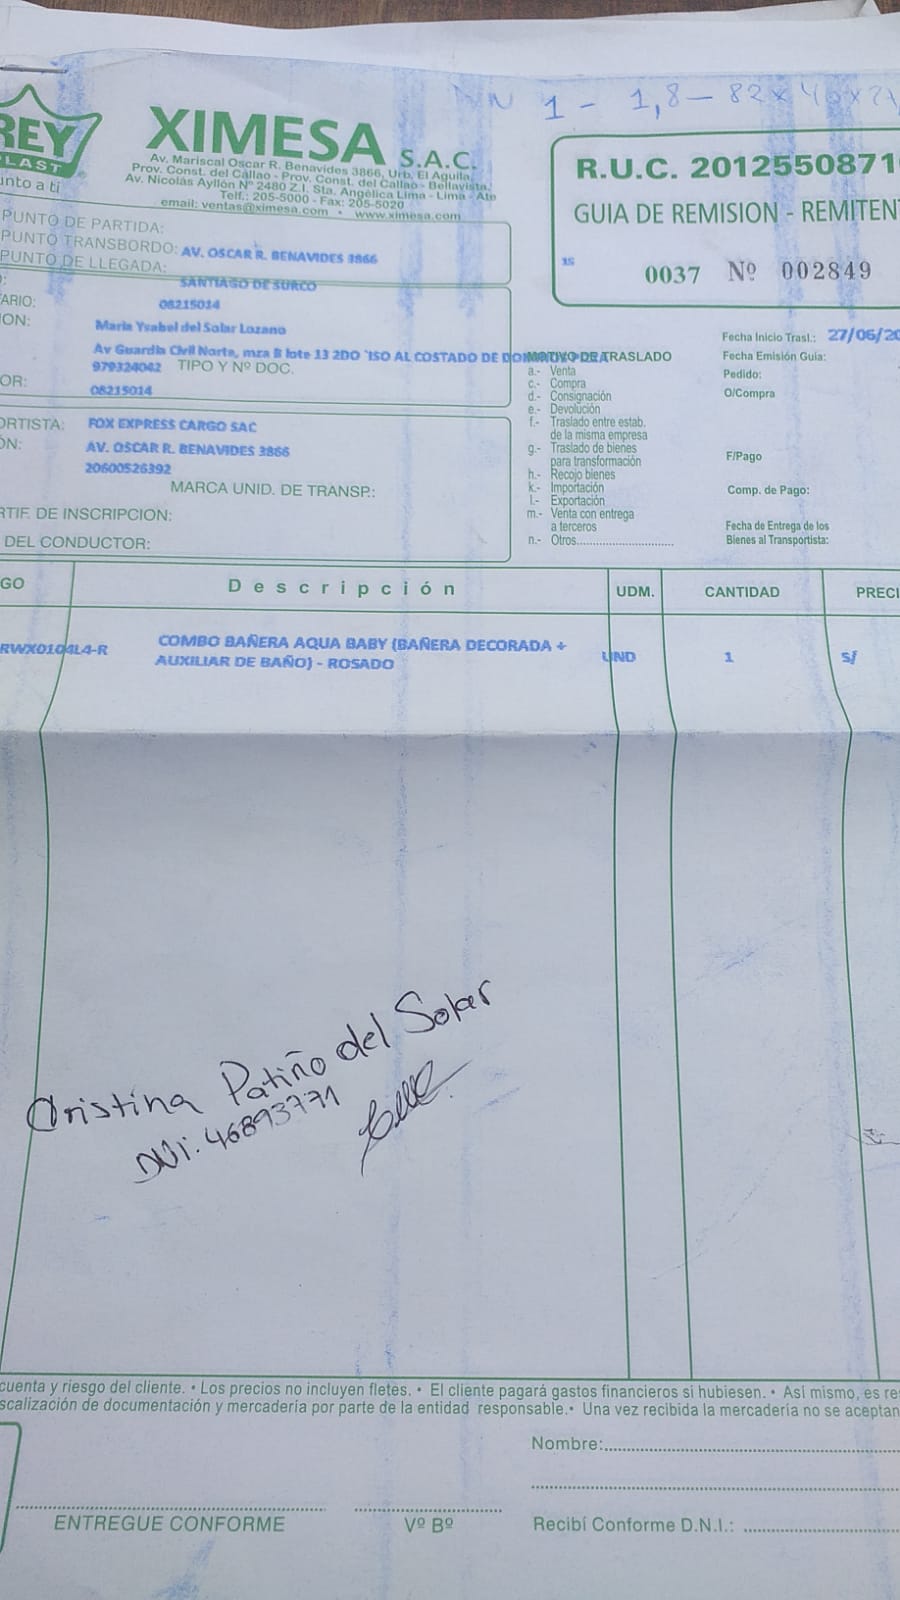 1 - 1,8 - 82x40x2
REY
PLAST
unto a ti
XIMESA S.A.C.
Av. Mariscal Oscar R. Benavides 3866, Urb. El Aguila,
Prov. Const. del Callao - Prov. Const. del Callao - Bellavista,
Av. Nicolás Ayllón Nº 2480 Z.I. Sta. Angélica Lima - Lima - Ate
Telf.: 205-5000 - Fax: 205-5020
email: ventas@ximesa.com • www.ximesa.com
R.U.C. 2012550871
GUIA DE REMISION - REMITEN
15
0037 Nº 002849
PUNTO DE PARTIDA:
PUNTO TRANSBORDO: AV. OSCAR R. BENAVIDES 3866
PUNTO DE LLEGADA:
SANTIAGO DE SURCO
ARIO: 08215014
ION: Maria Ysabel del Solar Lozano
Av Guardia Civil Norte, mza B lote 13 2DO 'ISO AL COSTADO DE
979324042 TIPO Y Nº DOC.
OR: 08215014
Fecha Inicio Trasl.: 27/06/20
MOTIVO DE TRASLADO
Fecha Emisión Guia:
a.- Venta
Pedido:
c.- Compra
d.- Consignación
O/Compra
e.- Devolución
f.- Traslado entre estab.
de la misma empresa
g.- Traslado de bienes
para transformación
F/Pago
h.- Recojo bienes
k.- Importación
Comp. de Pago:
l.- Exportación
m.- Venta con entrega
a terceros
Fecha de Entrega de los
Bienes al Transportista:
n.- Otros..............................
ORTISTA: FOX EXPRESS CARGO SAC
ÓN: AV. OSCAR R. BENAVIDES 3866
20600526392
MARCA UNID. DE TRANSP.:
RTIF. DE INSCRIPCION:
DEL CONDUCTOR:
GO Descripción UDM. CANTIDAD PRECI
RWX0104L4-R COMBO BAÑERA AQUA BABY (BAÑERA DECORADA + UND 1 S/
AUXILIAR DE BAÑO) - ROSADO
Cristina Patiño del Solar
DNI: 46893771
cuenta y riesgo del cliente. • Los precios no incluyen fletes. • El cliente pagará gastos financieros si hubiesen. • Así mismo, es re
scalización de documentación y mercadería por parte de la entidad responsable. • Una vez recibida la mercadería no se aceptan
Nombre:
ENTREGUE CONFORME Vº Bº Recibí Conforme D.N.I.: